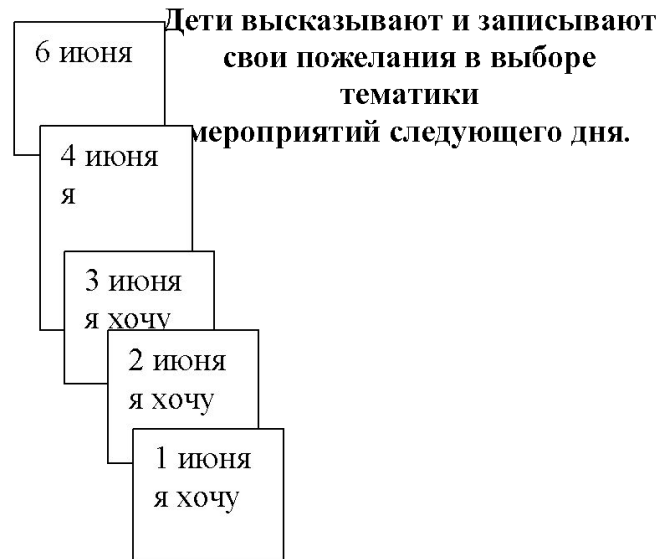 Дети высказывают и записывают
свои пожелания в выборе
тематики
мероприятий следующего дня.
6 июня
4 июня
я
3 июня
я хочу
2 июня
я хочу
1 июня
я хочу